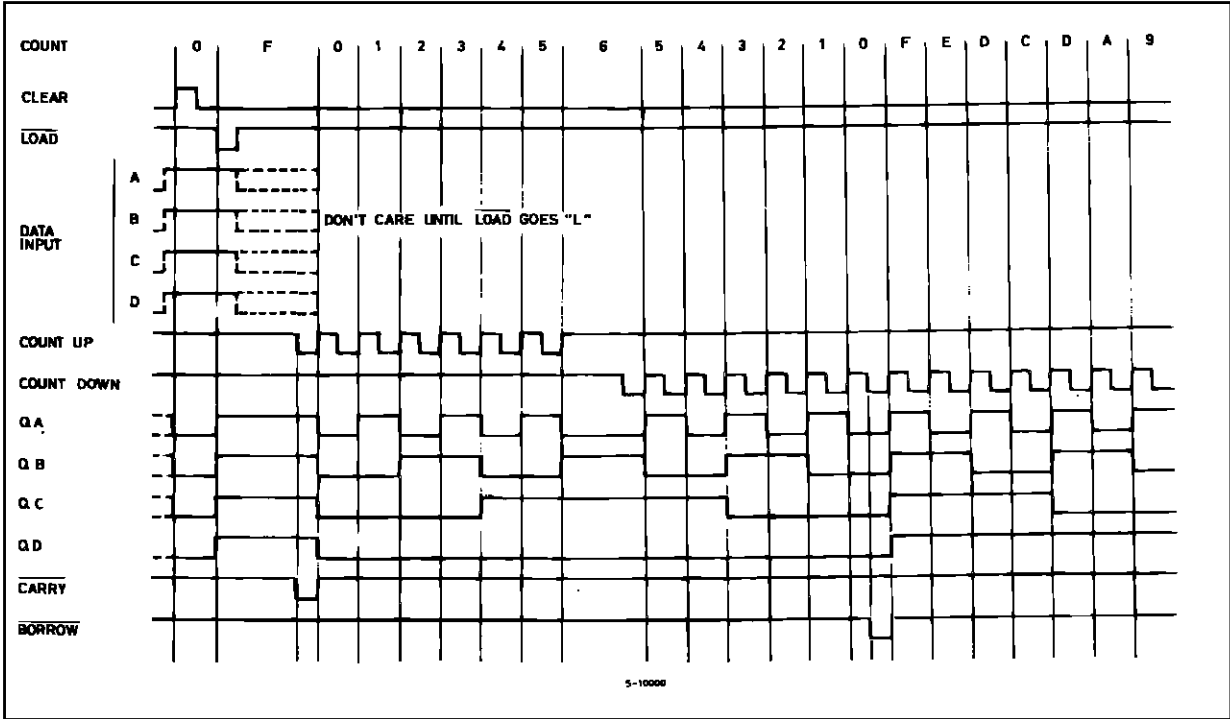 COUNT 0 F 0 1 2 3 4 5 6 5 4 3 2 1 0 F E D C D A 9
CLEAR
LOAD
DATA INPUT
A
B
C
D
DON'T CARE UNTIL LOAD GOES "L"
COUNT UP
COUNT DOWN
Q A
Q B
Q C
Q D
CARRY
BORROW
5-10000